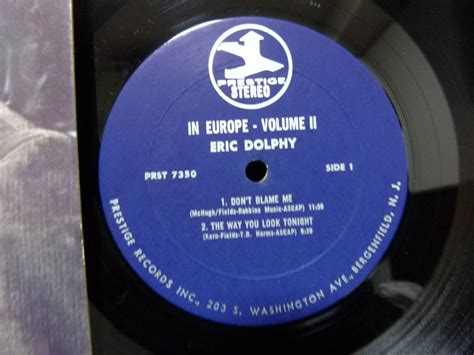 PRESTIGE
STEREO
IN EUROPE - VOLUME II
ERIC DOLPHY
PRST 7350 SIDE 1
1. DON'T BLAME ME
(McHugh/Fields-Robbins Music-ASCAP) 11:38
2. THE WAY YOU LOOK TONIGHT
(Kern-Fields-T.B. Harms-ASCAP) 9:38
PRESTIGE RECORDS INC., 203 S. WASHINGTON AVE., BERGENFIELD, N. J.